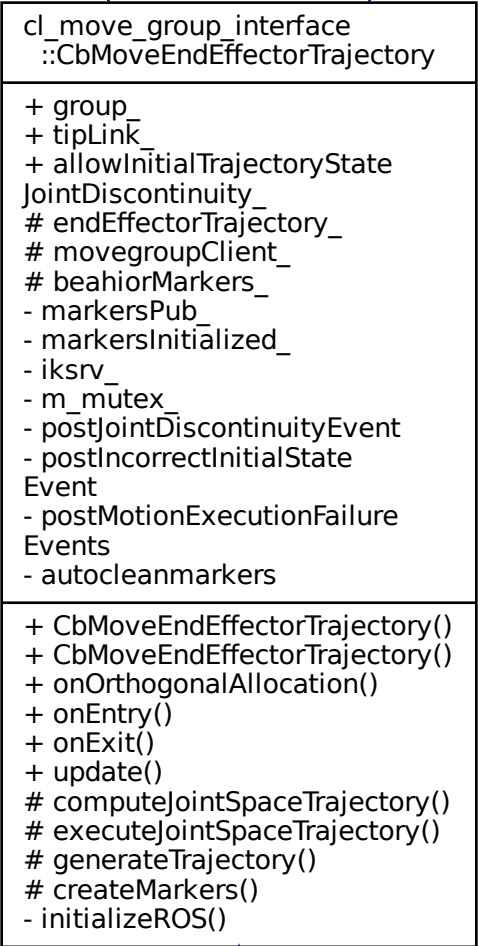 cl_move_group_interface
::CbMoveEndEffectorTrajectory
+ group_
+ tipLink_
+ allowInitialTrajectoryState
JointDiscontinuity_
# endEffectorTrajectory_
# movegroupClient_
# beahiorMarkers_
- markersPub_
- markersInitialized_
- iksrv_
- m_mutex_
- postJointDiscontinuityEvent
- postIncorrectInitialState
Event
- postMotionExecutionFailure
Events
- autocleanmarkers
+ CbMoveEndEffectorTrajectory()
+ CbMoveEndEffectorTrajectory()
+ onOrthogonalAllocation()
+ onEntry()
+ onExit()
+ update()
# computeJointSpaceTrajectory()
# executeJointSpaceTrajectory()
# generateTrajectory()
# createMarkers()
- initializeROS()